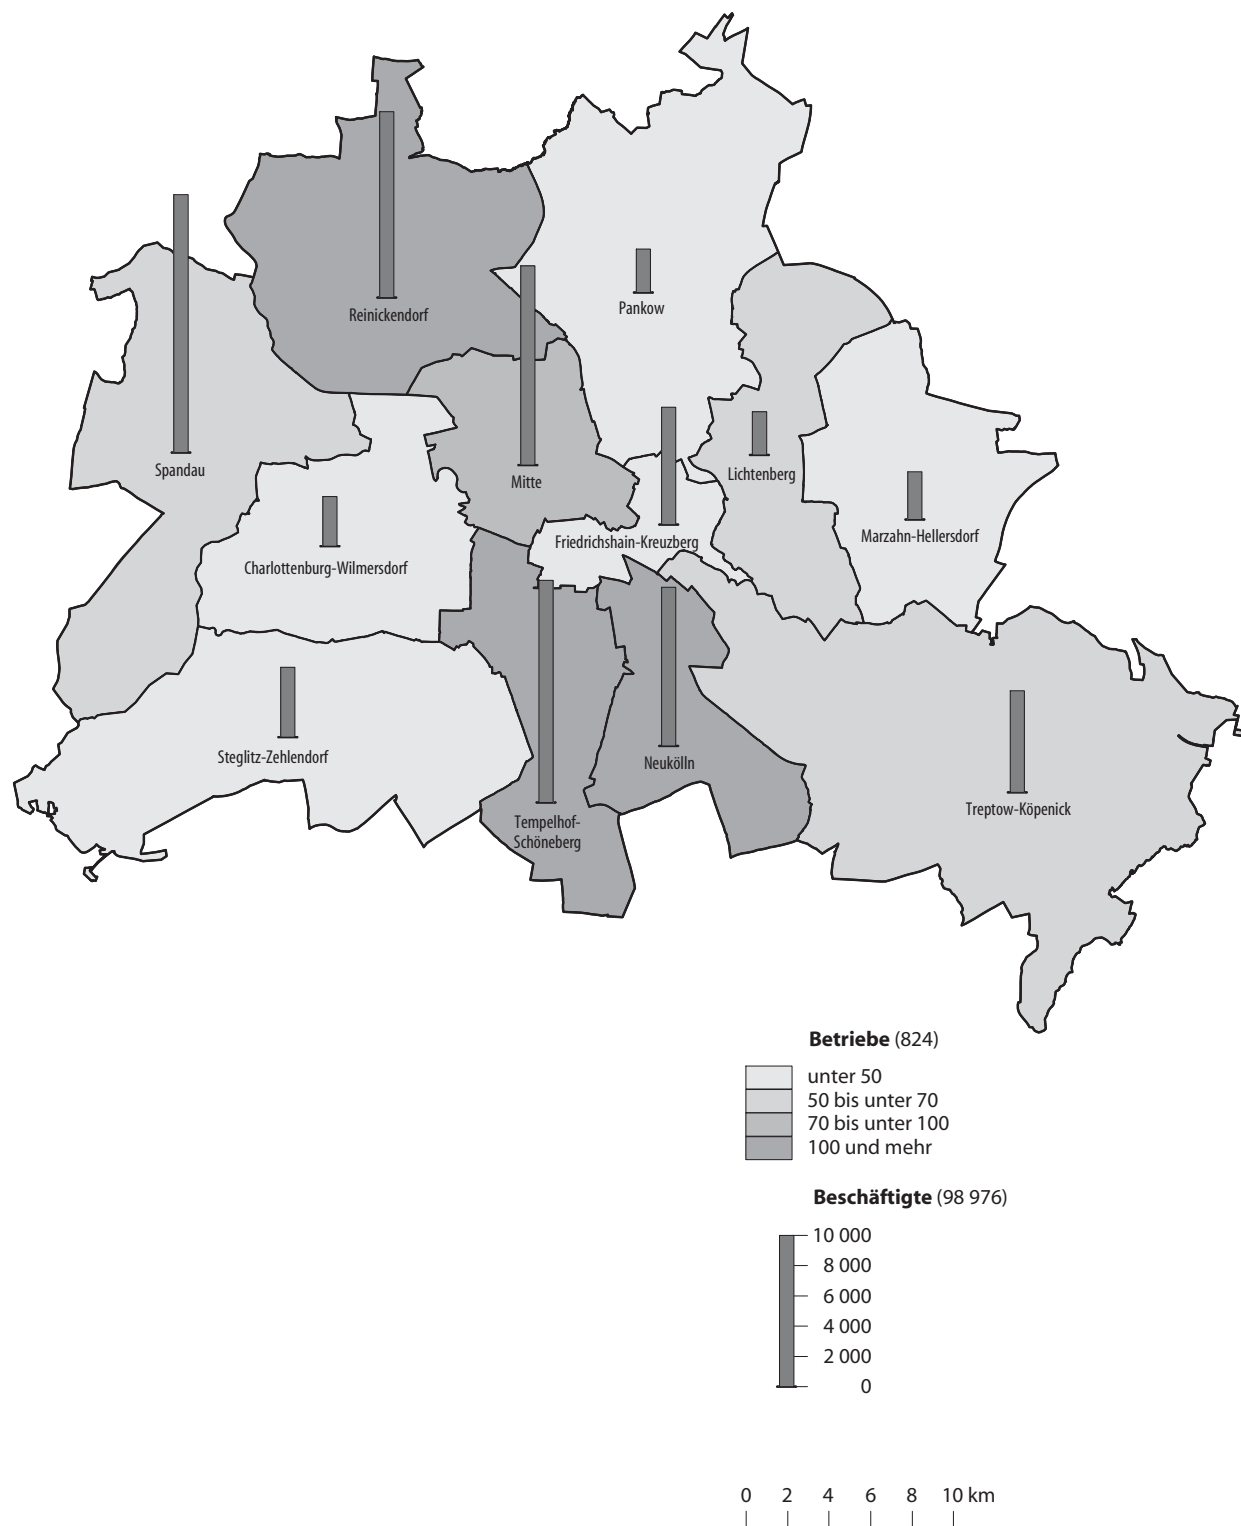 Reinickendorf
Pankow
Spandau
Mitte
Lichtenberg
Friedrichshain-Kreuzberg
Marzahn-Hellersdorf
Charlottenburg-Wilmersdorf
Steglitz-Zehlendorf
Neukölln
Treptow-Köpenick
Tempelhof-
Schöneberg
Betriebe (824)
unter 50
50 bis unter 70
70 bis unter 100
100 und mehr
Beschäftigte (98 976)
10 000
8 000
6 000
4 000
2 000
0
0 2 4 6 8 10 km